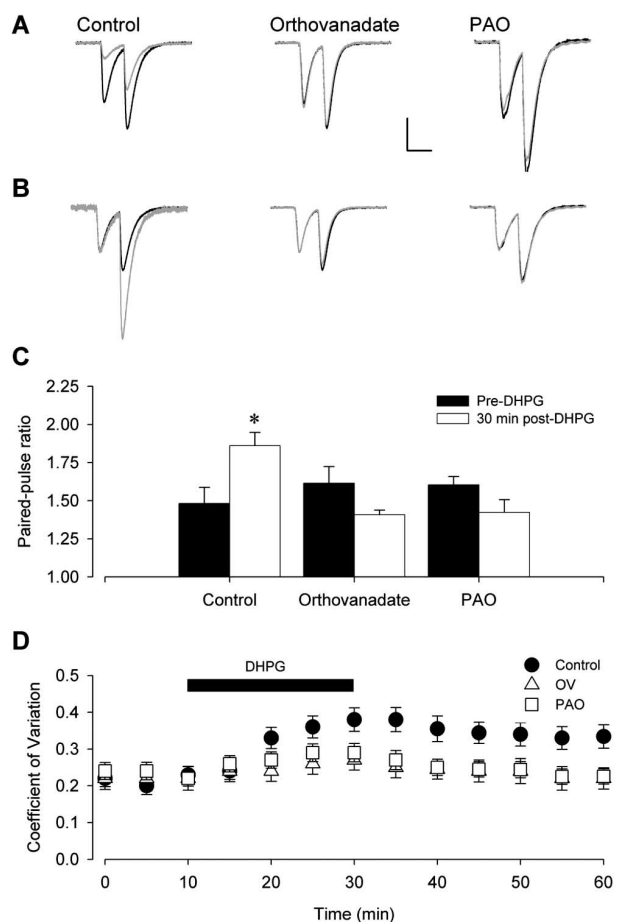 A
Control
Orthovanadate
PAO
B
C
2.25
2.00
1.75
1.50
1.25
1.00
Paired-pulse ratio
*
Pre-DHPG
30 min post-DHPG
Control
Orthovanadate
PAO
D
0.5
0.4
0.3
0.2
0.1
0.0
Coefficient of Variation
DHPG
Control
OV
PAO
0
10
20
30
40
50
60
Time (min)